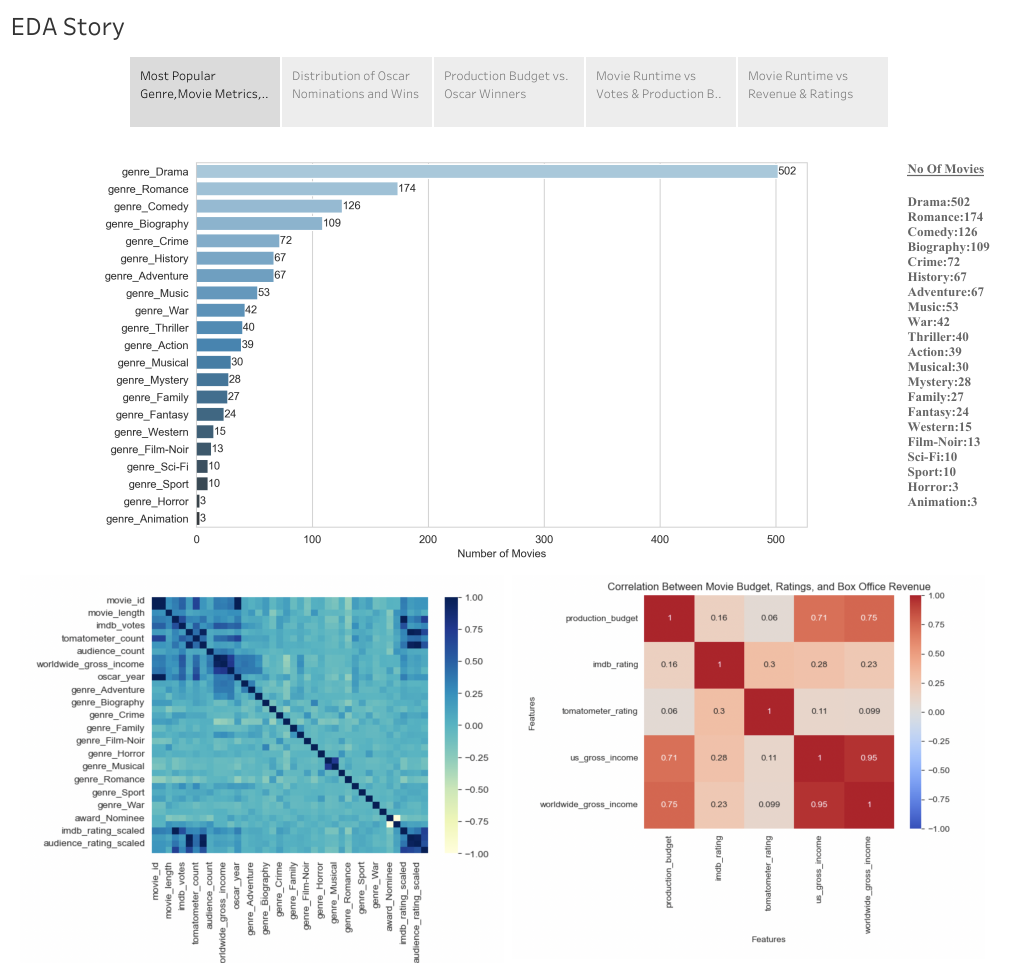 EDA Story
Most Popular
Genre,Movie Metrics,..
Distribution of Oscar
Nominations and Wins
Production Budget vs.
Oscar Winners
Movie Runtime vs
Votes & Production B..
Movie Runtime vs
Revenue & Ratings
genre_Drama 502
genre_Romance 174
genre_Comedy 126
genre_Biography 109
genre_Crime 72
genre_History 67
genre_Adventure 67
genre_Music 53
genre_War 42
genre_Thriller 40
genre_Action 39
genre_Musical 30
genre_Mystery 28
genre_Family 27
genre_Fantasy 24
genre_Western 15
genre_Film-Noir 13
genre_Sci-Fi 10
genre_Sport 10
genre_Horror 3
genre_Animation 3
0 100 200 300 400 500
Number of Movies
No Of Movies
Drama:502
Romance:174
Comedy:126
Biography:109
Crime:72
History:67
Adventure:67
Music:53
War:42
Thriller:40
Action:39
Musical:30
Mystery:28
Family:27
Fantasy:24
Western:15
Film-Noir:13
Sci-Fi:10
Sport:10
Horror:3
Animation:3
movie_id
movie_length
imdb_votes
tomatometer_count
audience_count
worldwide_gross_income
oscar_year
genre_Adventure
genre_Biography
genre_Crime
genre_Family
genre_Film-Noir
genre_Horror
genre_Musical
genre_Romance
genre_Sport
genre_War
award_Nominee
imdb_rating_scaled
audience_rating_scaled
movie_id
movie_length
imdb_votes
tomatometer_count
audience_count
orldwide_gross_income
oscar_year
genre_Adventure
genre_Biography
genre_Crime
genre_Family
genre_Film-Noir
genre_Horror
genre_Musical
genre_Romance
genre_Sport
genre_War
award_Nominee
imdb_rating_scaled
audience_rating_scaled
1.00
0.75
0.50
0.25
0.00
−0.25
−0.50
−0.75
−1.00
Correlation Between Movie Budget, Ratings, and Box Office Revenue
Features
production_budget 1 0.16 0.06 0.71 0.75
imdb_rating 0.16 1 0.3 0.28 0.23
tomatometer_rating 0.06 0.3 1 0.11 0.099
us_gross_income 0.71 0.28 0.11 1 0.95
worldwide_gross_income 0.75 0.23 0.099 0.95 1
production_budget
imdb_rating
tomatometer_rating
us_gross_income
worldwide_gross_income
Features
1.00
0.75
0.50
0.25
0.00
−0.25
−0.50
−0.75
−1.00